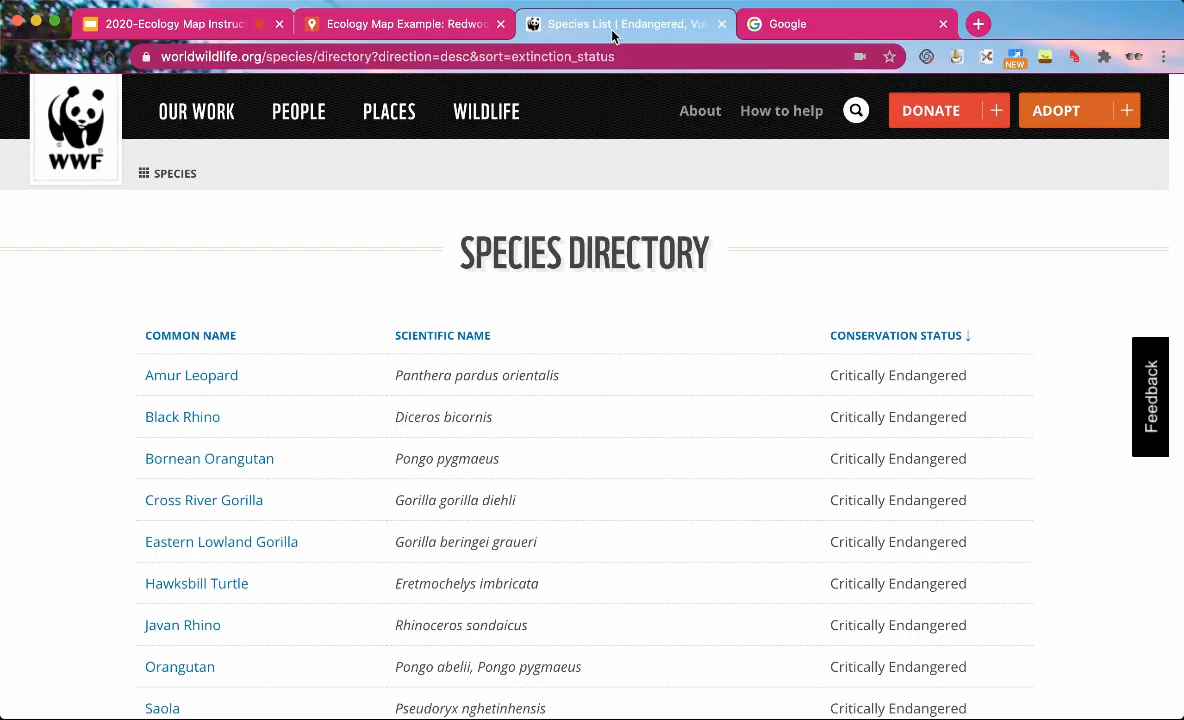 2020-Ecology Map Instruc
Ecology Map Example: Redwoo
Species List | Endangered, Vul
Google
worldwildlife.org/species/directory?direction=desc&sort=extinction_status
NEW
WWF
OUR WORK PEOPLE PLACES WILDLIFE About How to help DONATE + ADOPT +
SPECIES
SPECIES DIRECTORY
COMMON NAME SCIENTIFIC NAME CONSERVATION STATUS ↓
Amur Leopard Panthera pardus orientalis Critically Endangered
Black Rhino Diceros bicornis Critically Endangered
Bornean Orangutan Pongo pygmaeus Critically Endangered
Cross River Gorilla Gorilla gorilla diehli Critically Endangered
Eastern Lowland Gorilla Gorilla beringei graueri Critically Endangered
Hawksbill Turtle Eretmochelys imbricata Critically Endangered
Javan Rhino Rhinoceros sondaicus Critically Endangered
Orangutan Pongo abelii, Pongo pygmaeus Critically Endangered
Saola Pseudoryx nghetinhensis Critically Endangered
Feedback